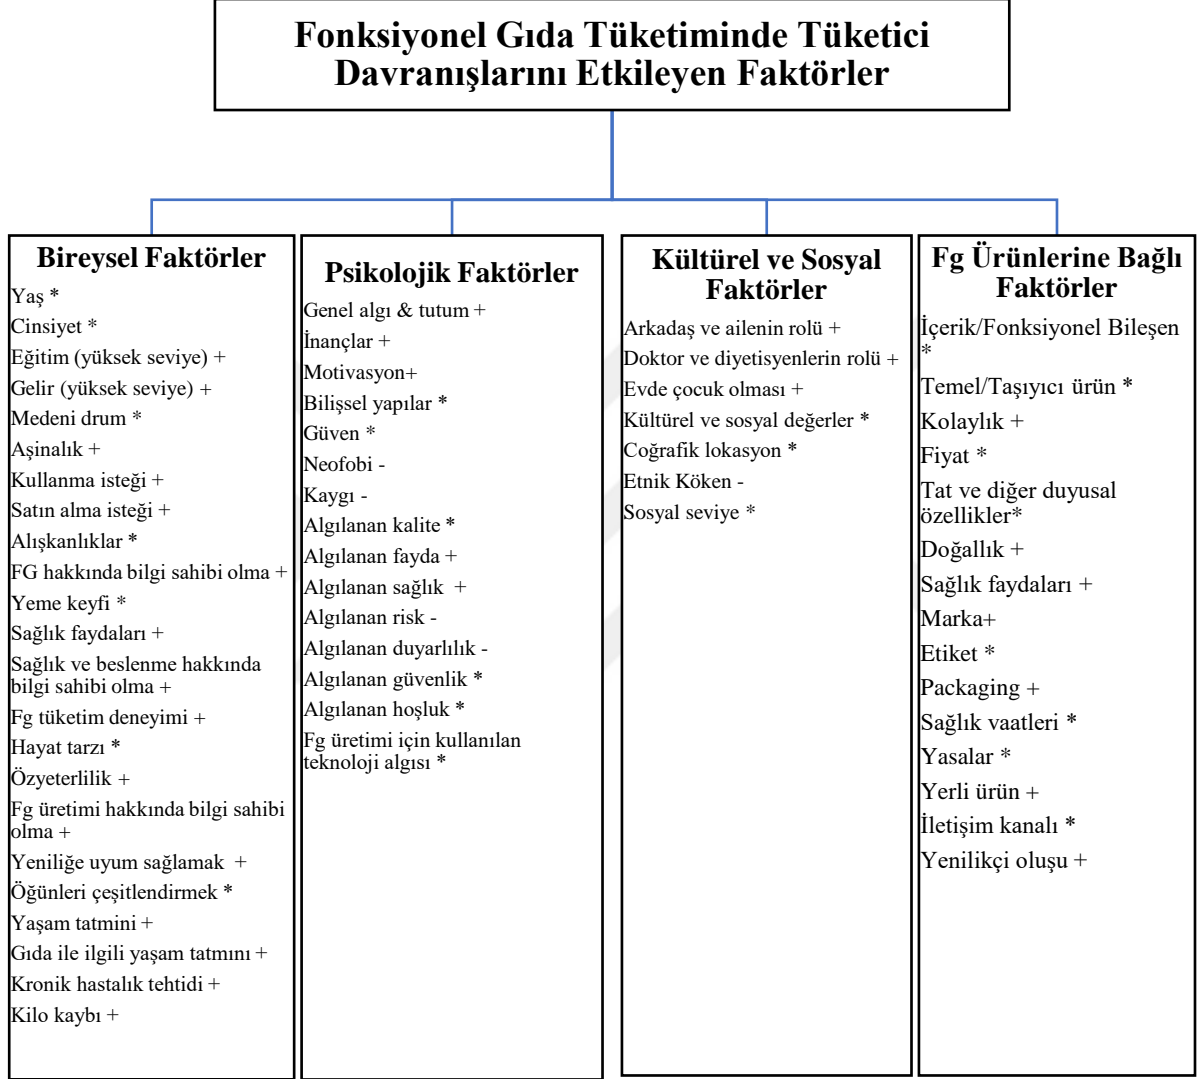 Fonksiyonel Gıda Tüketiminde Tüketici
Davranışlarını Etkileyen Faktörler
Bireysel Faktörler
Yaş *
Cinsiyet *
Eğitim (yüksek seviye) +
Gelir (yüksek seviye) +
Medeni drum *
Aşinalık +
Kullanma isteği +
Satın alma isteği +
Alışkanlıklar *
FG hakkında bilgi sahibi olma +
Yeme keyfi *
Sağlık faydaları +
Sağlık ve beslenme hakkında
bilgi sahibi olma +
Fg tüketim deneyimi +
Hayat tarzı *
Özyeterlilik +
Fg üretimi hakkında bilgi sahibi
olma +
Yeniliğe uyum sağlamak +
Öğünleri çeşitlendirmek *
Yaşam tatmini +
Gıda ile ilgili yaşam tatmını +
Kronik hastalık tehtidi +
Kilo kaybı +
Psikolojik Faktörler
Genel algı & tutum +
İnançlar +
Motivasyon+
Bilişsel yapılar *
Güven *
Neofobi -
Kaygı -
Algılanan kalite *
Algılanan fayda +
Algılanan sağlık +
Algılanan risk -
Algılanan duyarlılık -
Algılanan güvenlik *
Algılanan hoşluk *
Fg üretimi için kullanılan
teknoloji algısı *
Kültürel ve Sosyal
Faktörler
Arkadaş ve ailenin rolü +
Doktor ve diyetisyenlerin rolü +
Evde çocuk olması +
Kültürel ve sosyal değerler *
Coğrafik lokasyon *
Etnik Köken -
Sosyal seviye *
Fg Ürünlerine Bağlı
Faktörler
İçerik/Fonksiyonel Bileşen
*
Temel/Taşıyıcı ürün *
Kolaylık +
Fiyat *
Tat ve diğer duyusal
özellikler*
Doğallık +
Sağlık faydaları +
Marka+
Etiket *
Packaging +
Sağlık vaatleri *
Yasalar *
Yerli ürün +
İletişim kanalı *
Yenilikçi oluşu +